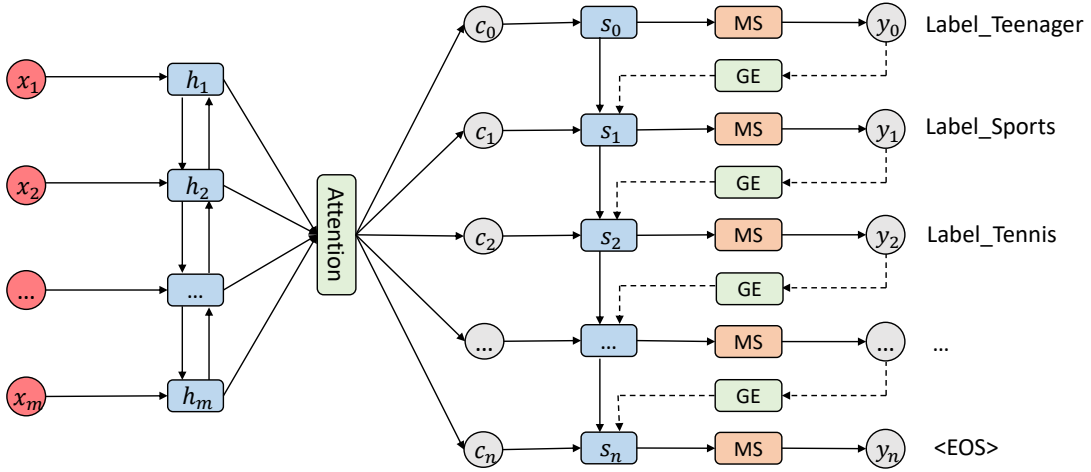 c₀ s₀ MS y₀ Label_Teenager
x₁ h₁ GE
c₁ s₁ MS y₁ Label_Sports
x₂ h₂ GE
Attention
c₂ s₂ MS y₂ Label_Tennis
... ... GE
... ... MS ... ...
xₘ hₘ GE
cₙ sₙ MS yₙ <EOS>